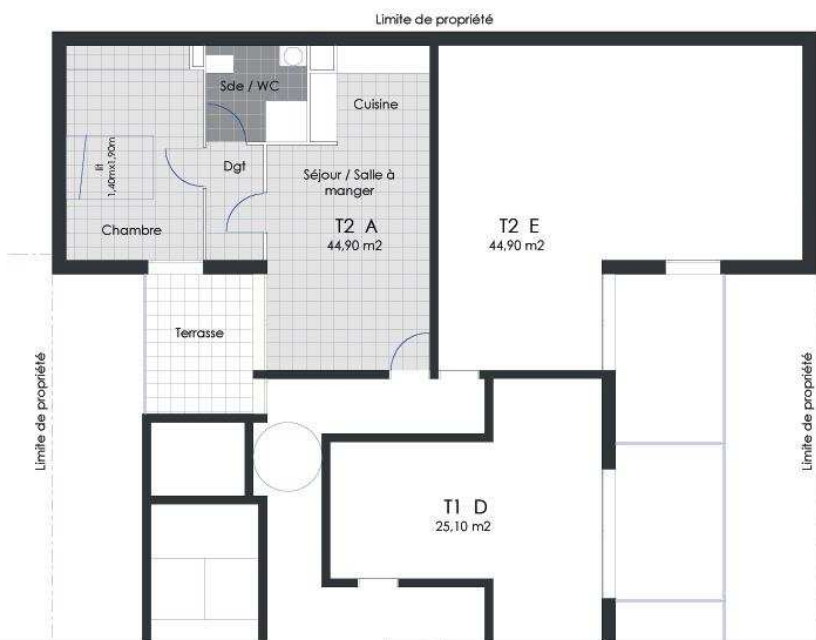 Limite de propriété
Sde / WC
Cuisine
lit
1,40mx1,90m
Dgt
Séjour / Salle à
manger
Chambre
T2 A
44,90 m2
T2 E
44,90 m2
Terrasse
Limite de propriété
Limite de propriété
T1 D
25,10 m2